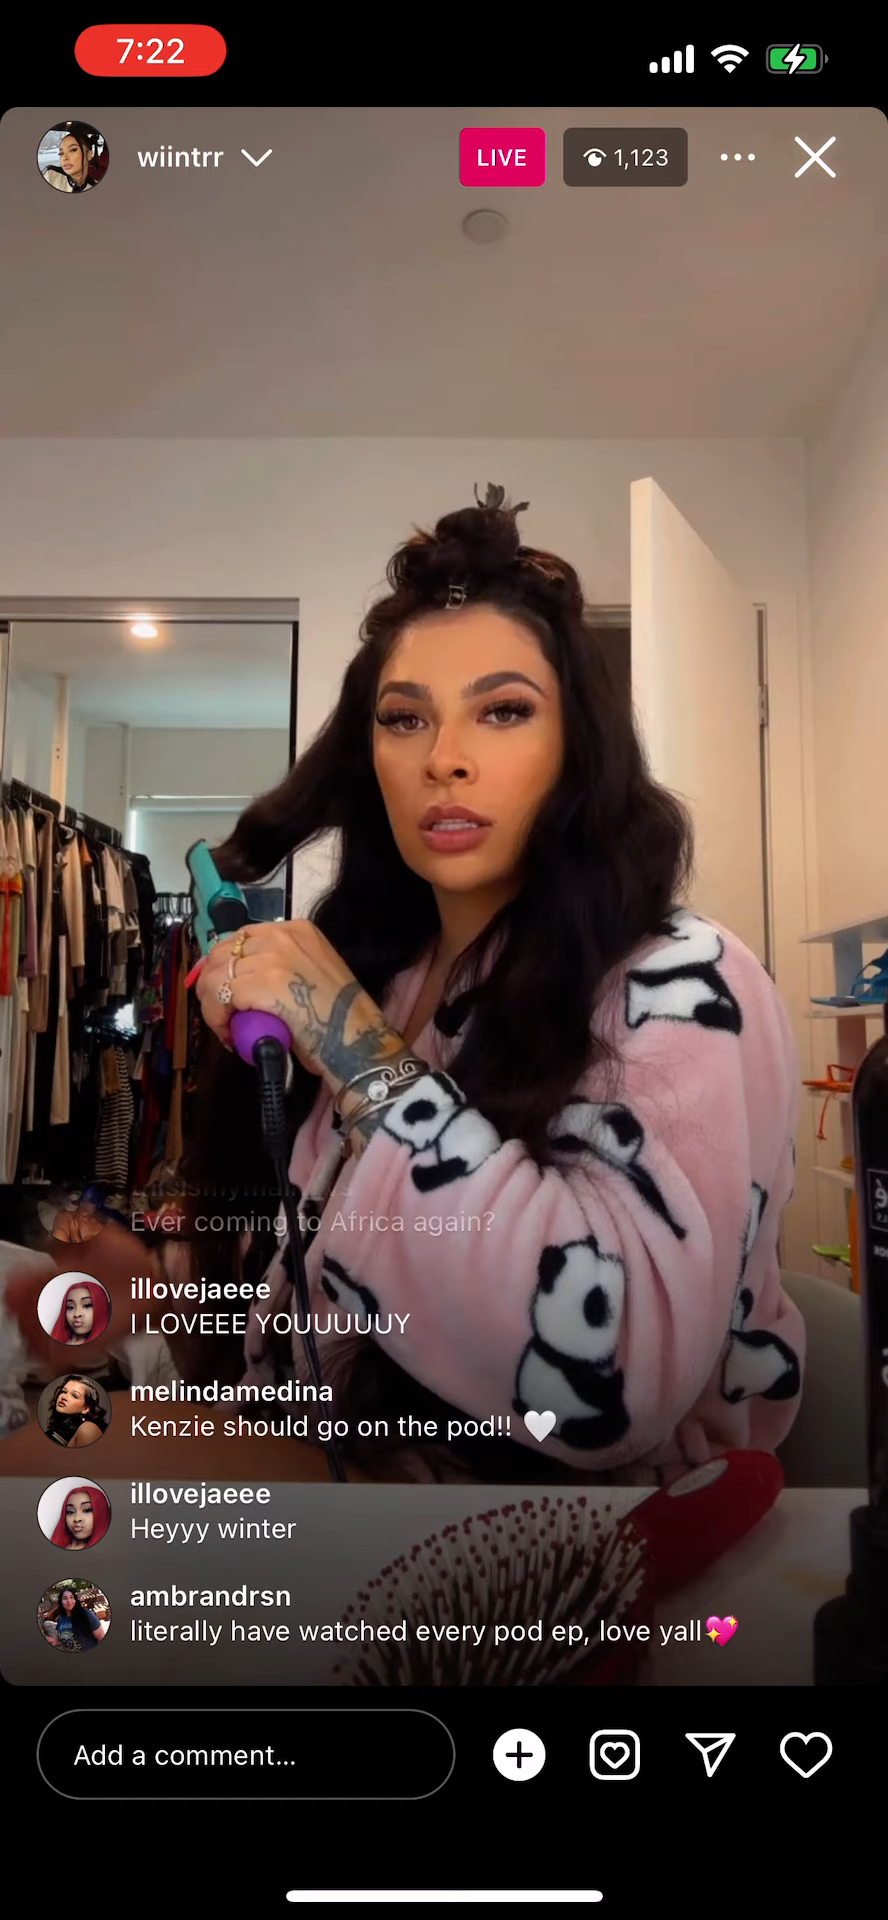 7:22
wiintrr
LIVE
1,123
Ever coming to Africa again?
illovejaeee
I LOVEEE YOUUUUUY
melindamedina
Kenzie should go on the pod!! 🤍
illovejaeee
Heyyy winter
ambrandrsn
literally have watched every pod ep, love yall💖
Add a comment...